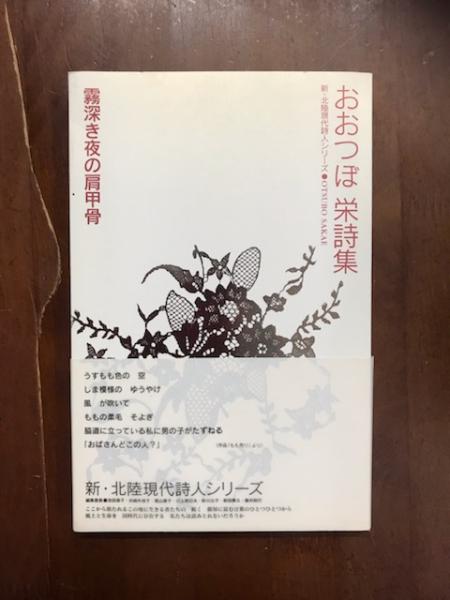 おおつぼ 栄詩集
新・北陸現代詩人シリーズ●OTSUBO SAKAE
霧深き夜の肩甲骨
うすもも色の 空
しま模様の ゆうやけ
風 が吹いて
ももの柔毛 そよぎ
脇道に立っている私に男の子がたずねる
「おばさんどこの人?」
新・北陸現代詩人シリーズ